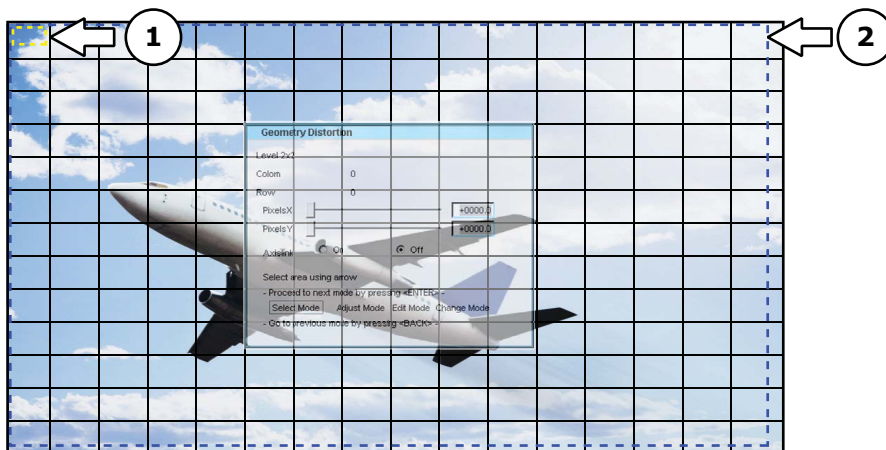 1
2
Geometry Distortion
Level 2x2
Colom 0
Row 0
PixelsX +0000.0
PixelsY +0000.0
Axislink On Off
Select area using arrow
- Proceed to next mode by pressng <ENTER> -
Select Mode Adjust Mode Edit Mode Change Mode
- Go to previous mode by pressirg <BACK> -